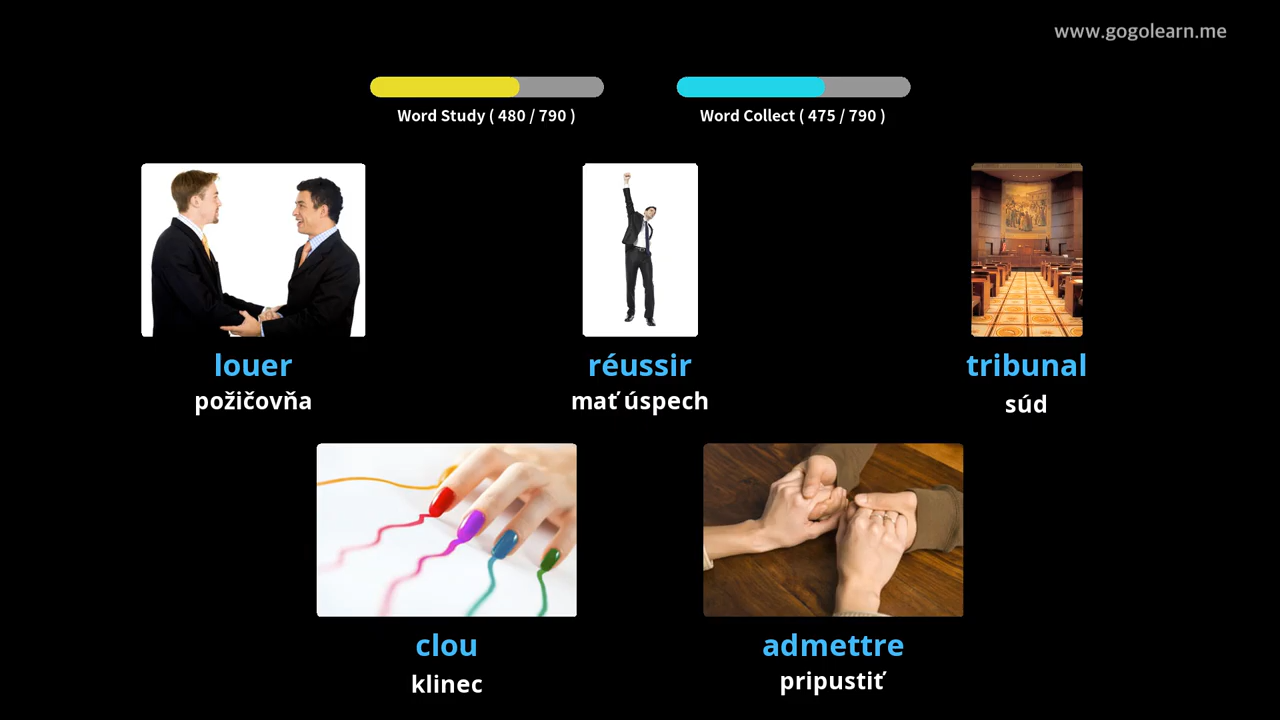 www.gogolearn.me
Word Study ( 480 / 790 )
Word Collect ( 475 / 790 )
louer
požičovňa
réussir
mať úspech
tribunal
súd
clou
klinec
admettre
pripustiť